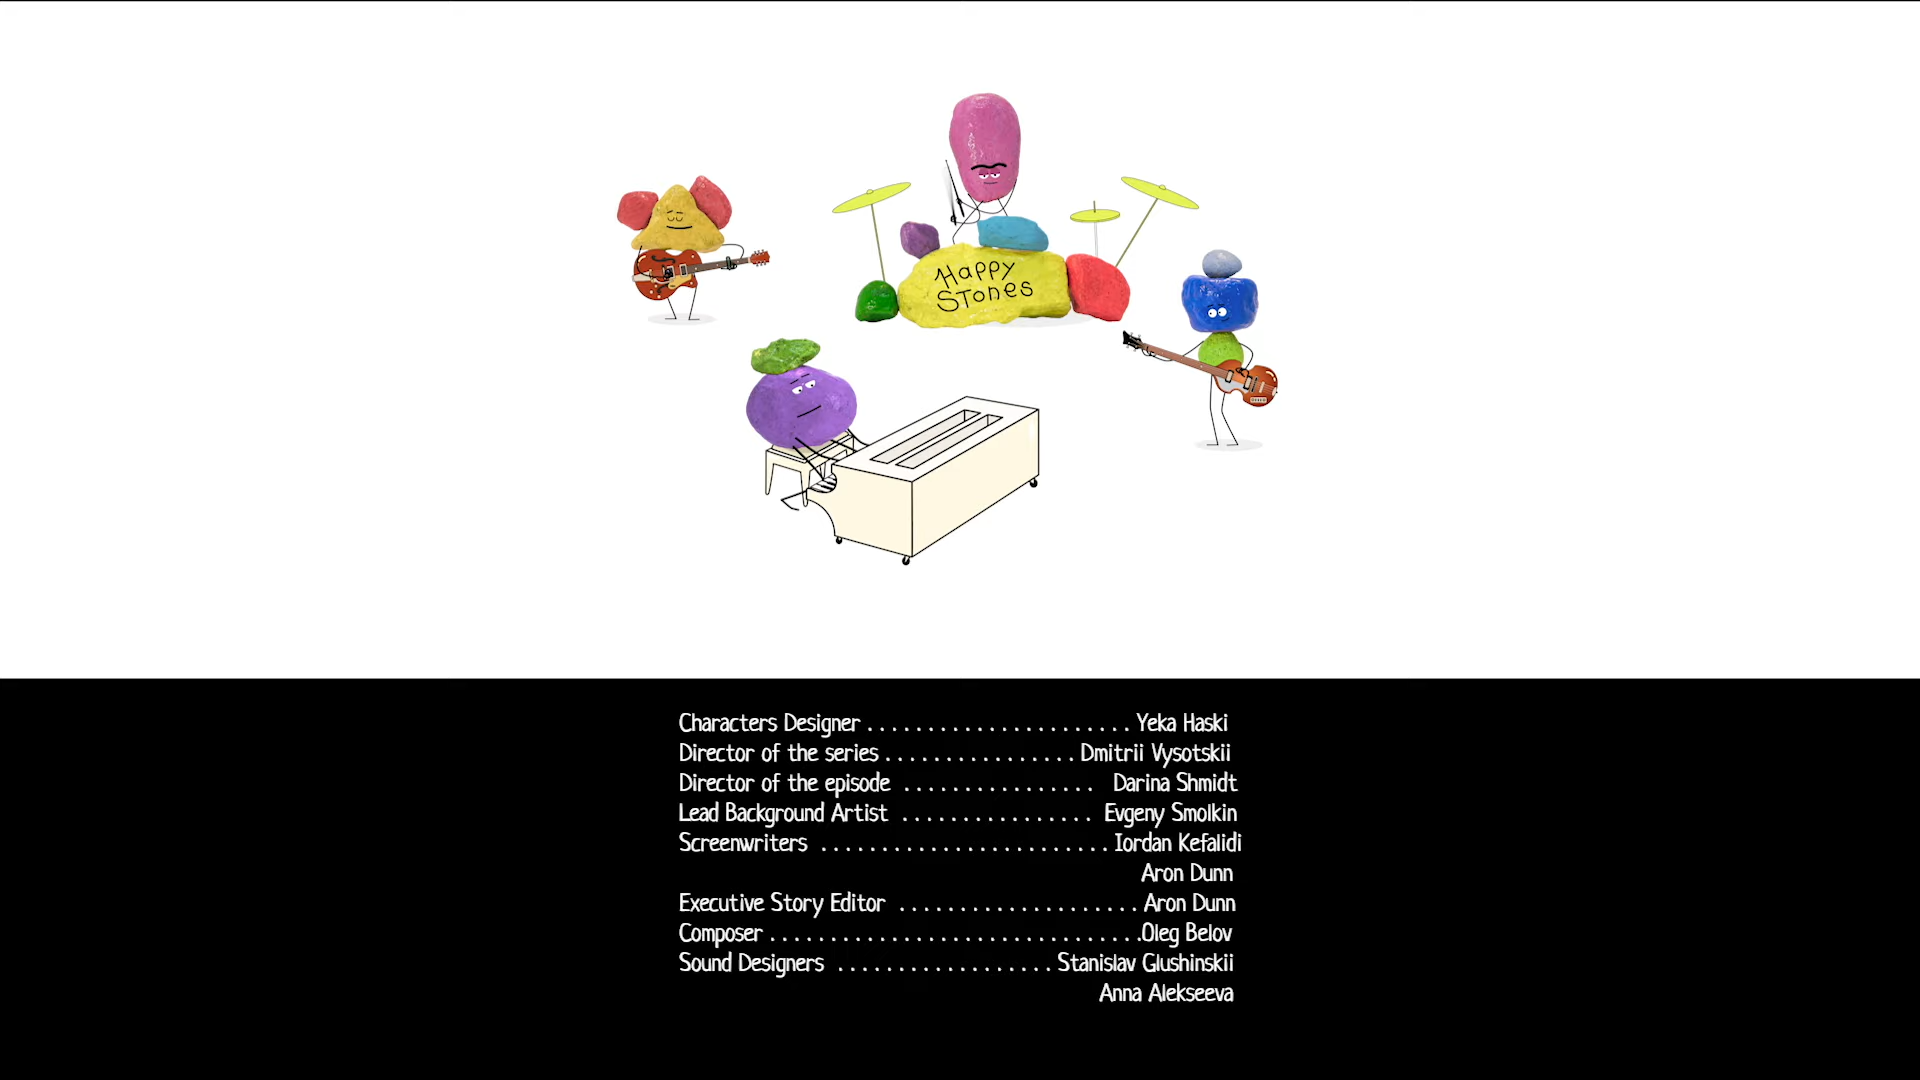 Happy
Stones
Characters Designer . . . . . . . . . . . . . . . . . . . . . . Yeka Haski
Director of the series . . . . . . . . . . . . . . . . Dmitrii Vysotskii
Director of the episode . . . . . . . . . . . . . . . . Darina Shmidt
Lead Background Artist . . . . . . . . . . . . . . . . Evgeny Smolkin
Screenwriters . . . . . . . . . . . . . . . . . . . . . . . . Iordan Kefalidi
Aron Dunn
Executive Story Editor . . . . . . . . . . . . . . . . . . . . Aron Dunn
Composer . . . . . . . . . . . . . . . . . . . . . . . . . . . . . . .Oleg Belov
Sound Designers . . . . . . . . . . . . . . . . . . Stanislav Glushinskii
Anna Alekseeva